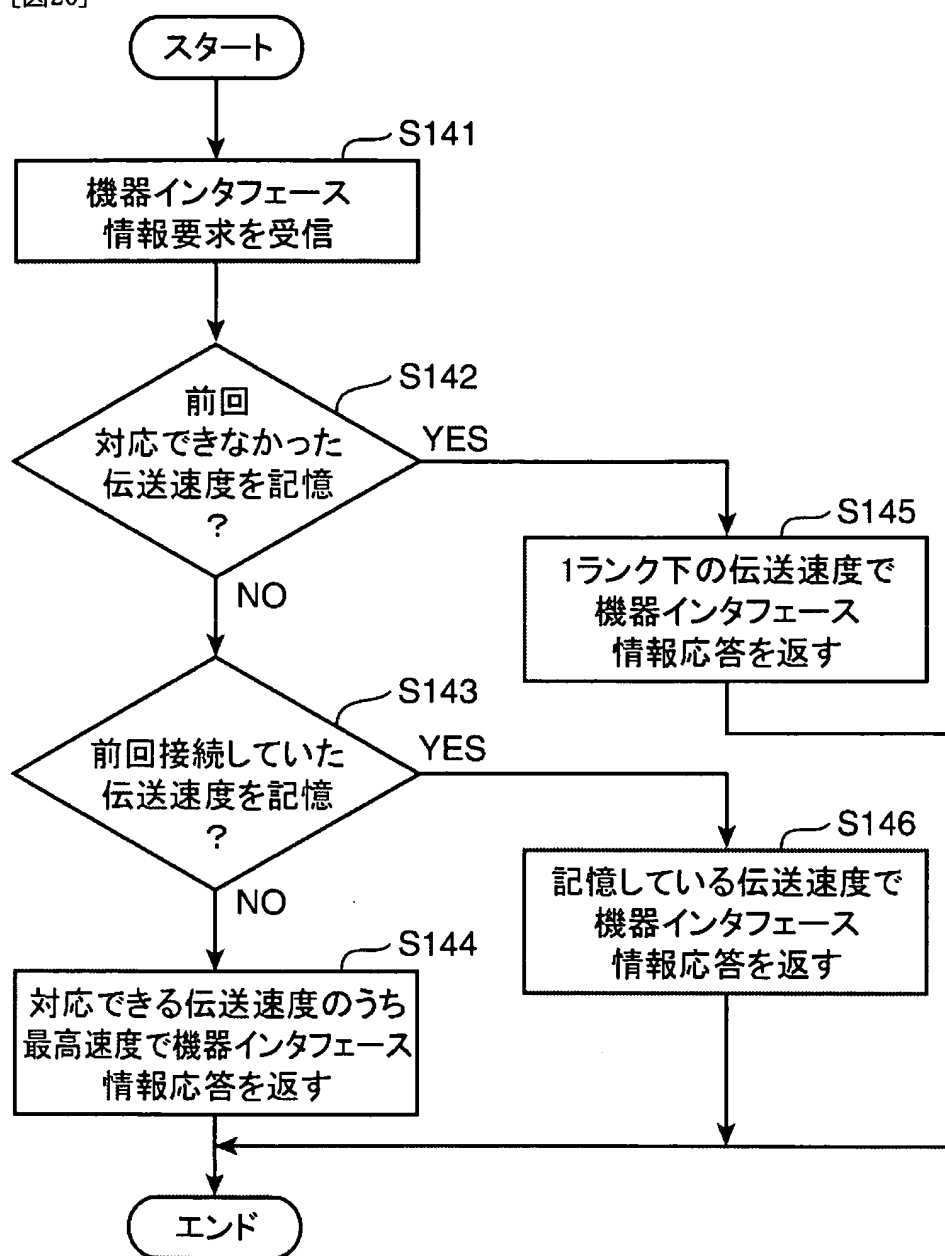 [図20]
スタート
S141
機器インタフェース
情報要求を受信
S142
前回
対応できなかった
伝送速度を記憶
?
YES
NO
S145
1ランク下の伝送速度で
機器インタフェース
情報応答を返す
S143
前回接続していた
伝送速度を記憶
?
YES
NO
S146
記憶している伝送速度で
機器インタフェース
情報応答を返す
S144
対応できる伝送速度のうち
最高速度で機器インタフェース
情報応答を返す
エンド